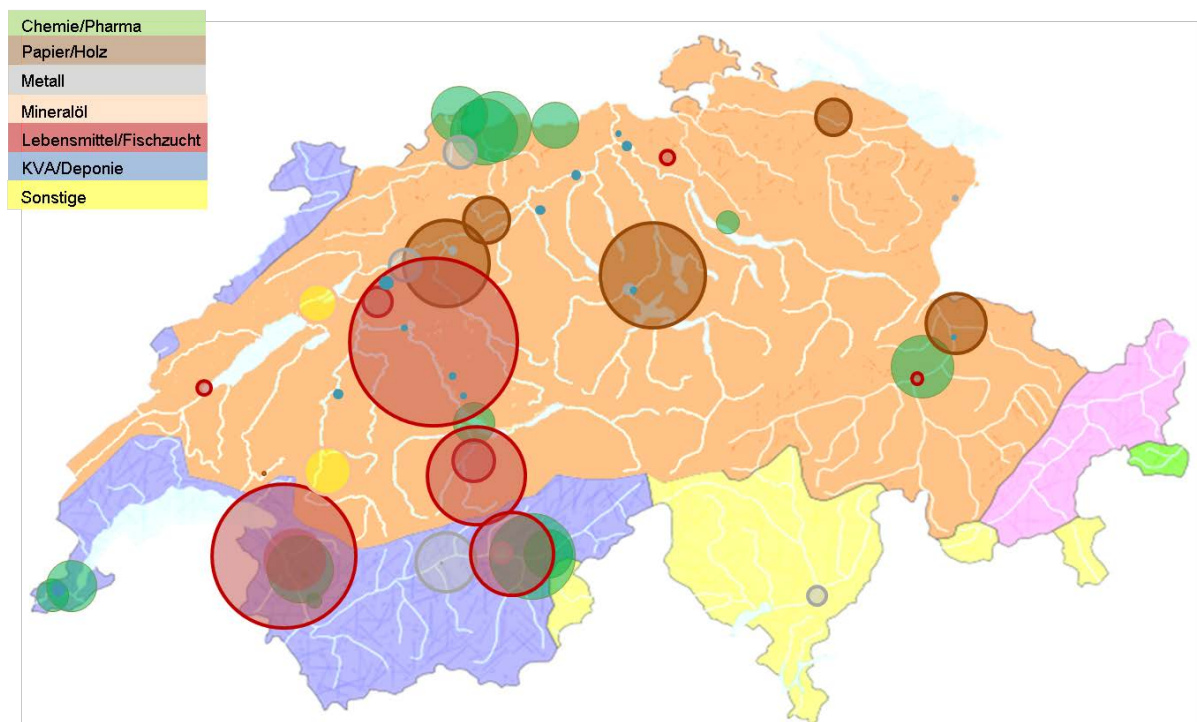 Chemie/Pharma
Papier/Holz
Metall
Mineralöl
Lebensmittel/Fischzucht
KVA/Deponie
Sonstige